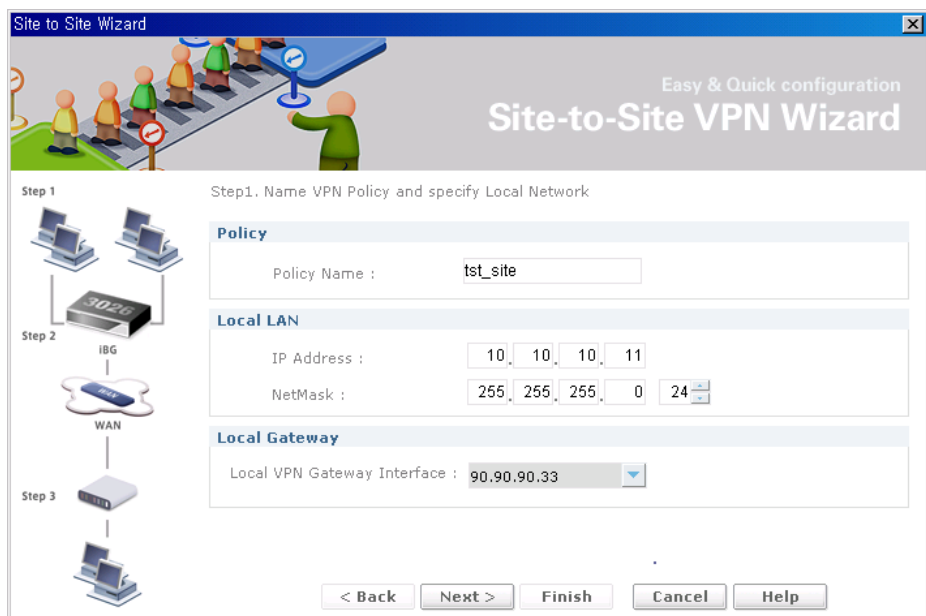 Site to Site Wizard
Easy & Quick configuration
Site-to-Site VPN Wizard
Step 1
Step1. Name VPN Policy and specify Local Network
Policy
Policy Name : tst_site
3026
Local LAN
Step 2
iBG
IP Address : 10. 10. 10. 11
NetMask : 255. 255. 255. 0 24
WAN
WAN
Local Gateway
Local VPN Gateway Interface : 90.90.90.33
Step 3
< Back Next > Finish Cancel Help